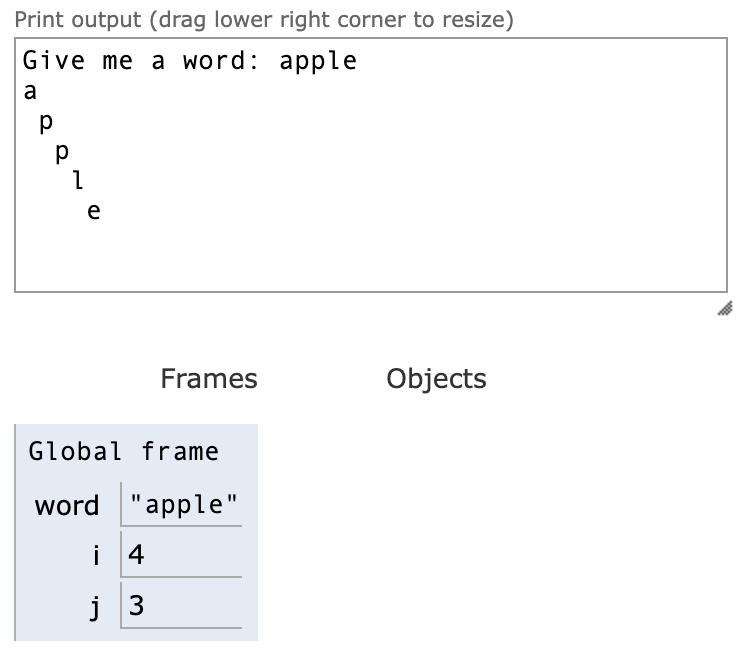 Print output (drag lower right corner to resize)
Give me a word: apple
a
 p
  p
   l
    e
Frames Objects
Global frame
word "apple"
i 4
j 3